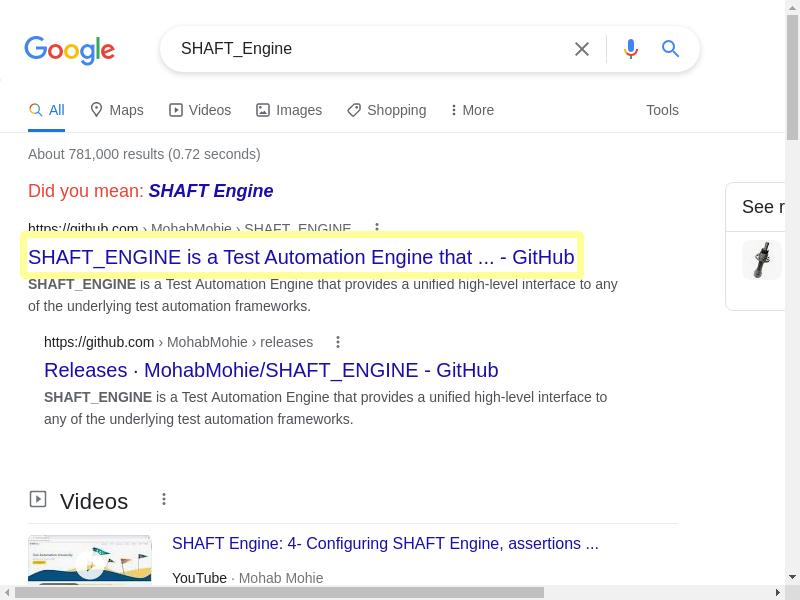 Google
SHAFT_Engine
All
Maps
Videos
Images
Shopping
More
Tools
About 781,000 results (0.72 seconds)
Did you mean: SHAFT Engine
https://github.com › MohabMohie › SHAFT_ENGINE
SHAFT_ENGINE is a Test Automation Engine that ... - GitHub
SHAFT_ENGINE is a Test Automation Engine that provides a unified high-level interface to any
of the underlying test automation frameworks.
https://github.com › MohabMohie › releases
Releases · MohabMohie/SHAFT_ENGINE - GitHub
SHAFT_ENGINE is a Test Automation Engine that provides a unified high-level interface to
any of the underlying test automation frameworks.
See r
Videos
SHAFT Engine: 4- Configuring SHAFT Engine, assertions ...
YouTube · Mohab Mohie